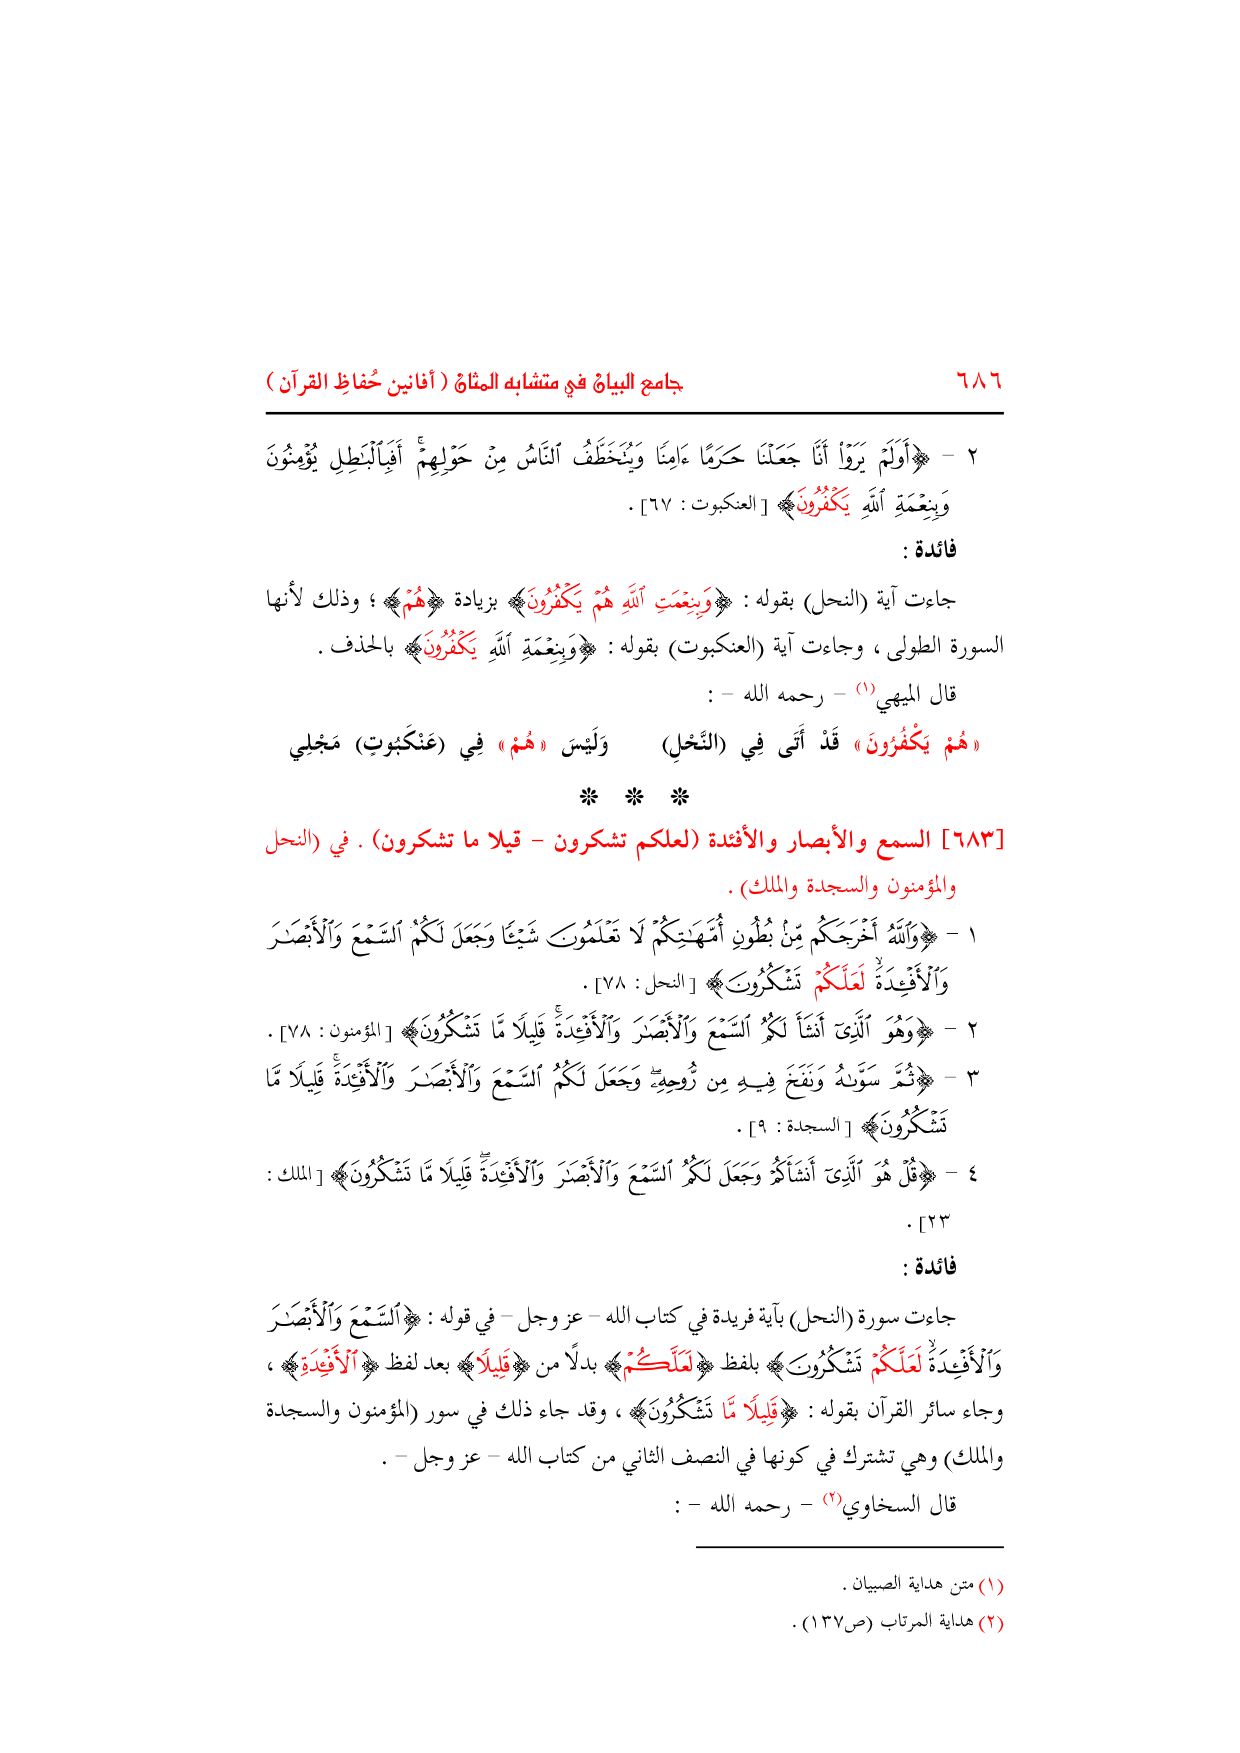 ٦٨٦ جامع البيان في متشابه المثان ( أفانين حُفاظِ القرآن )
٢ – ﴿أَوَلَمْ يَرَوْا۟ أَنَّا جَعَلْنَا حَرَمًا ءَامِنًا وَيُتَخَطَّفُ ٱلنَّاسُ مِنْ حَوْلِهِمْ ۚ أَفَبِٱلْبَـٰطِلِ يُؤْمِنُونَ
وَبِنِعْمَةِ ٱللَّهِ يَكْفُرُونَ﴾ [ العنكبوت : ٦٧] .
فائدة :
جاءت آية (النحل) بقوله : ﴿وَبِنِعْمَتِ ٱللَّهِ هُمْ يَكْفُرُونَ﴾ بزيادة ﴿هُمْ﴾ ؛ وذلك لأنها
السورة الطولى ، وجاءت آية (العنكبوت) بقوله : ﴿وَبِنِعْمَةِ ٱللَّهِ يَكْفُرُونَ﴾ بالحذف .
قال الميهي(١) – رحمه الله – :
« هُمْ يَكْفُرُونَ » قَدْ أَتَى فِي (النَّحْلِ) وَلَيْسَ « هُمْ » فِي (عَنْكَبُوتٍ) مَجْلِي
❊ ❊ ❊
[٦٨٣] السمع والأبصار والأفئدة (لعلكم تشكرون – قيلا ما تشكرون) . في (النحل
والمؤمنون والسجدة والملك) .
١ – ﴿وَٱللَّهُ أَخْرَجَكُم مِّنۢ بُطُونِ أُمَّهَـٰتِكُمْ لَا تَعْلَمُونَ شَيْـًٔا وَجَعَلَ لَكُمُ ٱلسَّمْعَ وَٱلْأَبْصَـٰرَ
وَٱلْأَفْـِٔدَةَ ۙ لَعَلَّكُمْ تَشْكُرُونَ﴾ [ النحل : ٧٨] .
٢ – ﴿وَهُوَ ٱلَّذِىٓ أَنشَأَ لَكُمُ ٱلسَّمْعَ وَٱلْأَبْصَـٰرَ وَٱلْأَفْـِٔدَةَ ۚ قَلِيلًا مَّا تَشْكُرُونَ﴾ [ المؤمنون : ٧٨] .
٣ – ﴿ثُمَّ سَوَّىٰهُ وَنَفَخَ فِيهِ مِن رُّوحِهِۦ ۖ وَجَعَلَ لَكُمُ ٱلسَّمْعَ وَٱلْأَبْصَـٰرَ وَٱلْأَفْـِٔدَةَ ۚ قَلِيلًا مَّا
تَشْكُرُونَ﴾ [ السجدة : ٩] .
٤ – ﴿قُلْ هُوَ ٱلَّذِىٓ أَنشَأَكُمْ وَجَعَلَ لَكُمُ ٱلسَّمْعَ وَٱلْأَبْصَـٰرَ وَٱلْأَفْـِٔدَةَ ۖ قَلِيلًا مَّا تَشْكُرُونَ﴾ [ الملك :
٢٣] .
فائدة :
جاءت سورة (النحل) بآية فريدة في كتاب الله – عز وجل – في قوله : ﴿ٱلسَّمْعَ وَٱلْأَبْصَـٰرَ
وَٱلْأَفْـِٔدَةَ ۙ لَعَلَّكُمْ تَشْكُرُونَ﴾ بلفظ ﴿لَعَلَّكُمْ﴾ بدلًا من ﴿قَلِيلًا﴾ بعد لفظ ﴿ٱلْأَفْـِٔدَةِ﴾ ،
وجاء سائر القرآن بقوله : ﴿قَلِيلًا مَّا تَشْكُرُونَ﴾ ، وقد جاء ذلك في سور (المؤمنون والسجدة
والملك) وهي تشترك في كونها في النصف الثاني من كتاب الله – عز وجل – .
قال السخاوي(٢) – رحمه الله – :
(١) متن هداية الصبيان .
(٢) هداية المرتاب (ص١٣٧) .